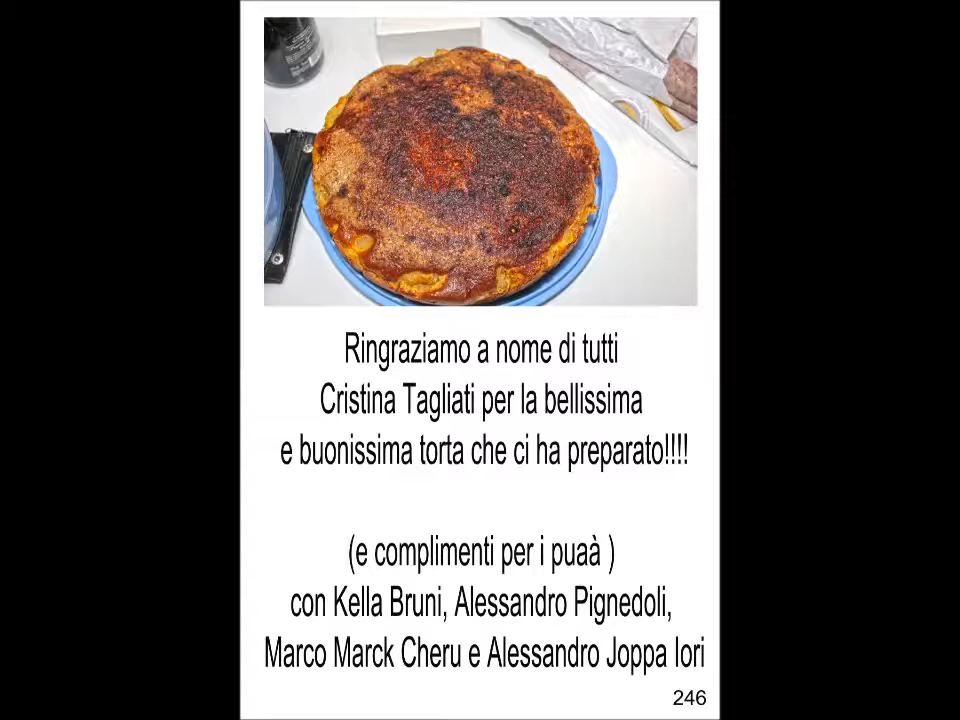 Ringraziamo a nome di tutti
Cristina Tagliati per la bellissima
e buonissima torta che ci ha preparato!!!!
(e complimenti per i puaà )
con Kella Bruni, Alessandro Pignedoli,
Marco Marck Cheru e Alessandro Joppa Iori
246